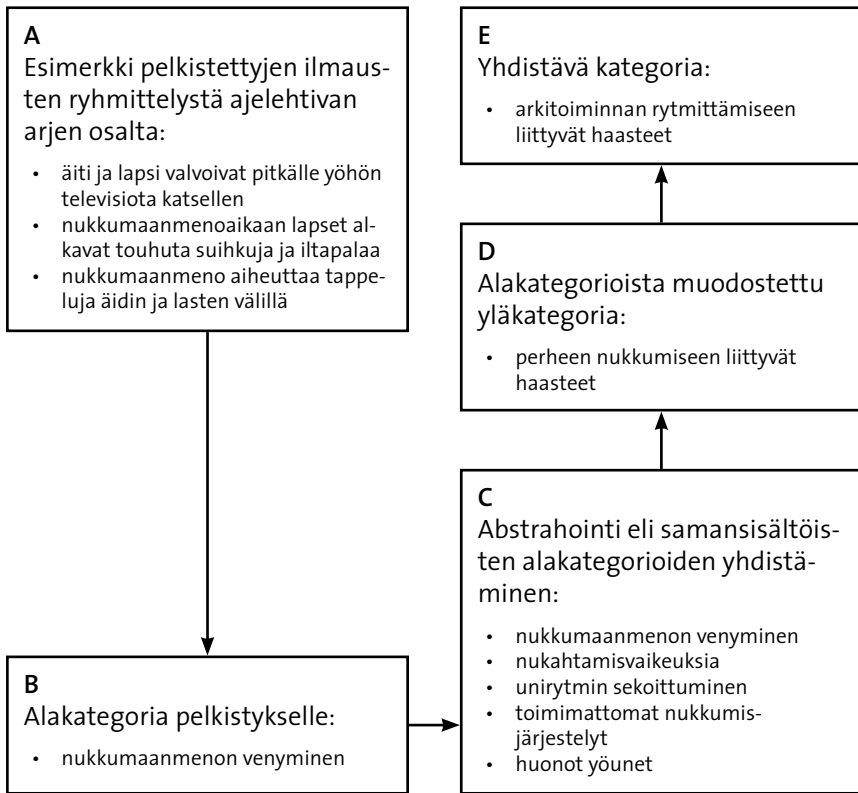 A
Esimerkki pelkistettyjen ilmaus-
ten ryhmittelystä ajelehtivan
arjen osalta:
• äiti ja lapsi valvoivat pitkälle yöhön
televisiota katsellen
• nukkumaanmenoaikaan lapset al-
kavat touhuta suihkuja ja iltapalaa
• nukkumaanmeno aiheuttaa tappe-
luja äidin ja lasten välillä
B
Alakategoria pelkistykselle:
• nukkumaanmenon venyminen
C
Abstrahointi eli samansisältöis-
ten alakategorioiden yhdistä-
minen:
• nukkumaanmenon venyminen
• nukahtamisvaikeuksia
• unirytmin sekoittuminen
• toimimattomat nukkumis-
järjestelyt
• huonot yöunet
D
Alakategorioista muodostettu
yläkategoria:
• perheen nukkumiseen liittyvät
haasteet
E
Yhdistävä kategoria:
• arkitoiminnan rytmittämiseen
liittyvät haasteet